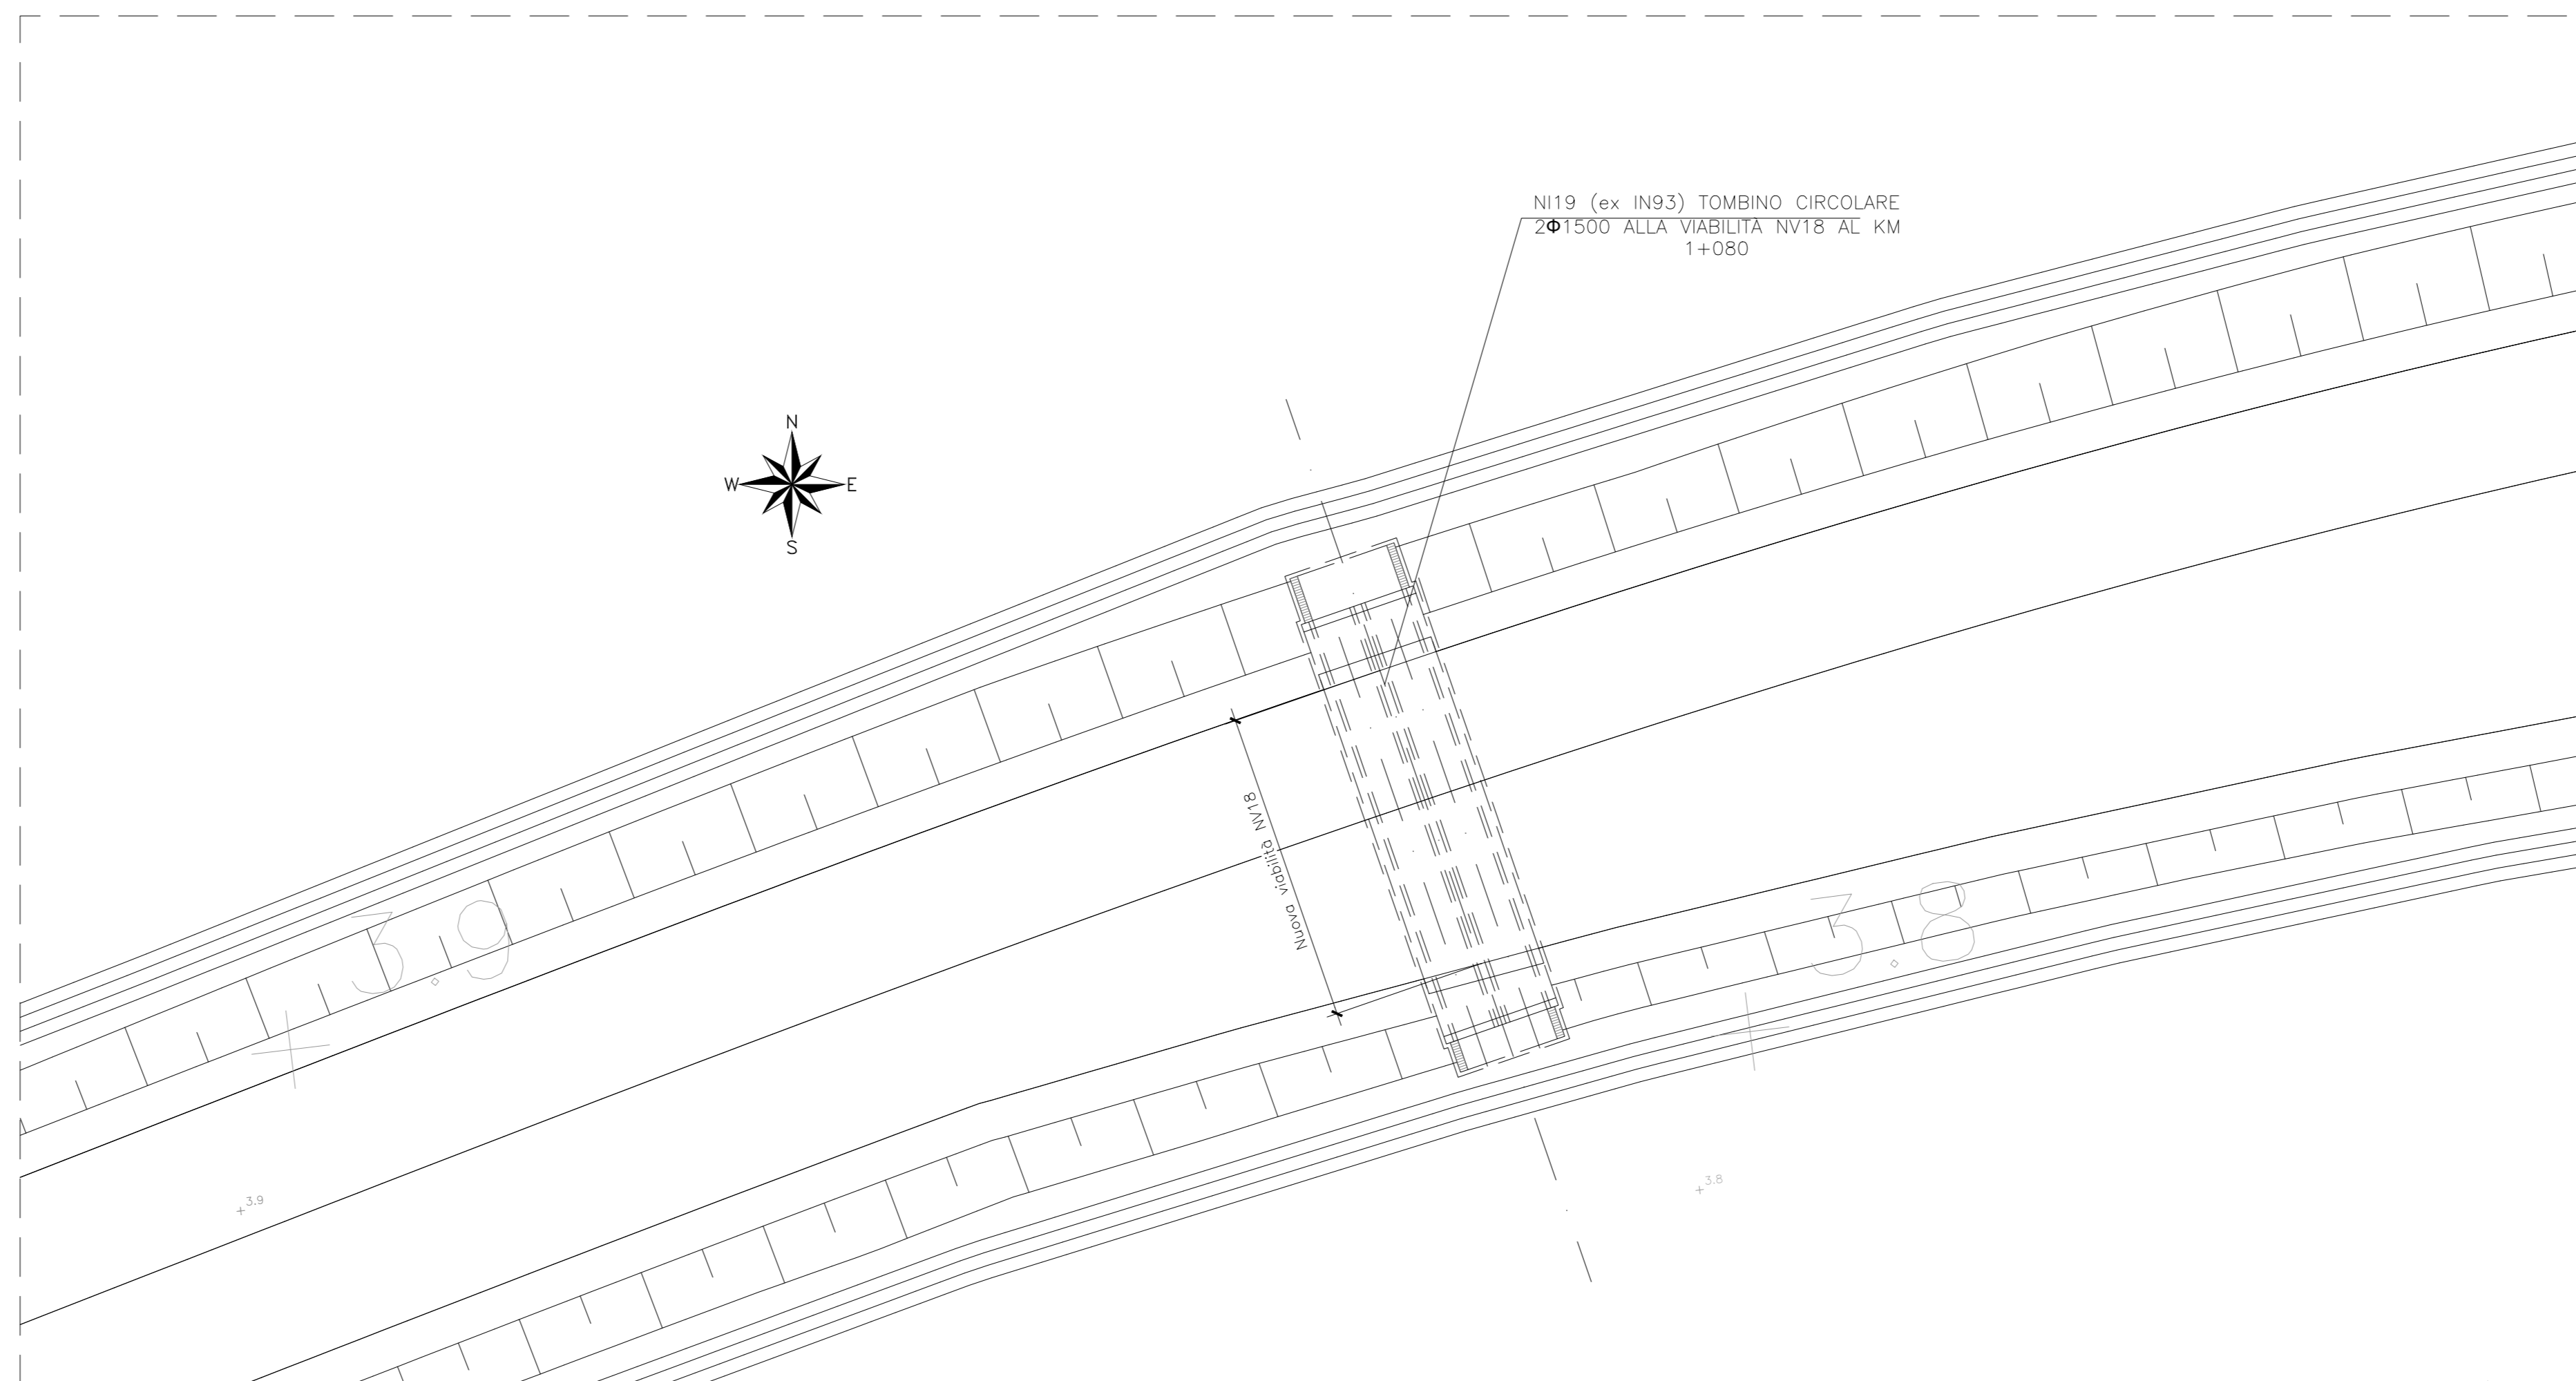 NI19 (ex IN93) TOMBINO CIRCOLARE
2Φ1500 ALLA VIABILITÀ NV18 AL KM
1+080
N
W E
S
Nuova viabilità NV18
3.9
3.8
3.9
3.8